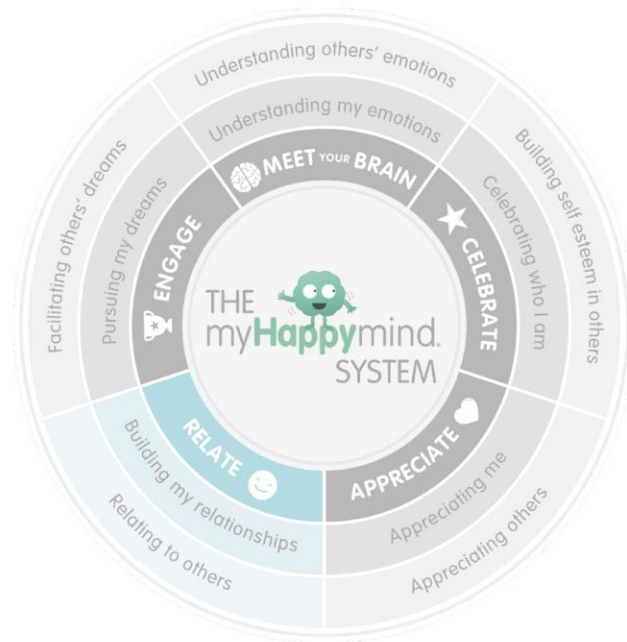 Understanding others' emotions
Understanding my emotions
MEET YOUR BRAIN
Building self esteem in others
Celebrating who I am
CELEBRATE
Appreciating others
Appreciating me
APPRECIATE
Relating to others
Building my relationships
RELATE
Facilitating others' dreams
Pursuing my dreams
ENGAGE
THE
myHappymind.
SYSTEM